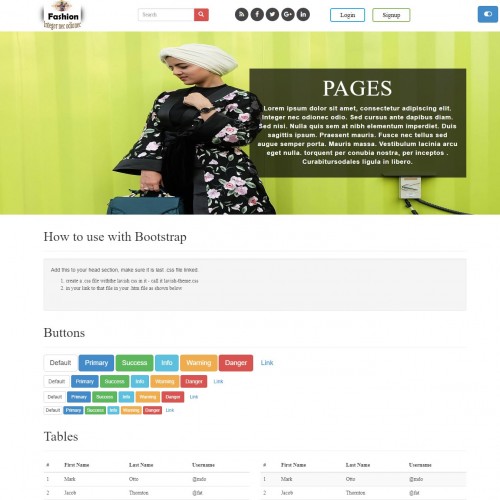 Fashion
Integer nec odionec
Search
Login
Signup
PAGES
Lorem ipsum dolor sit amet, consectetur adipiscing elit.
Integer nec odionec odio. Sed cursus ante dapibus diam.
Sed nisi. Nulla quis sem at nibh elementum imperdiet. Duis
sagittis ipsum. Praesent mauris. Fusce nec tellus sed
augue semper porta. Mauris massa. Vestibulum lacinia arcu
eget nulla. torquent per conubia nostra, per inceptos .
Curabitursodales ligula in libero.
How to use with Bootstrap
Add this to your head section, make sure it is last .css file linked.
1. create a .css file withthe lavish css in it - call it lavish-theme.css
2. in your link to that file in your .htm file as shown below
Buttons
Default Primary Success Info Warning Danger Link
Default Primary Success Info Warning Danger Link
Default Primary Success Info Warning Danger Link
Default Primary Success Info Warning Danger Link
Tables
# First Name Last Name Username # First Name Last Name Username
1 Mark Otto @mdo 1 Mark Otto @mdo
2 Jacob Thornton @fat 2 Jacob Thornton @fat